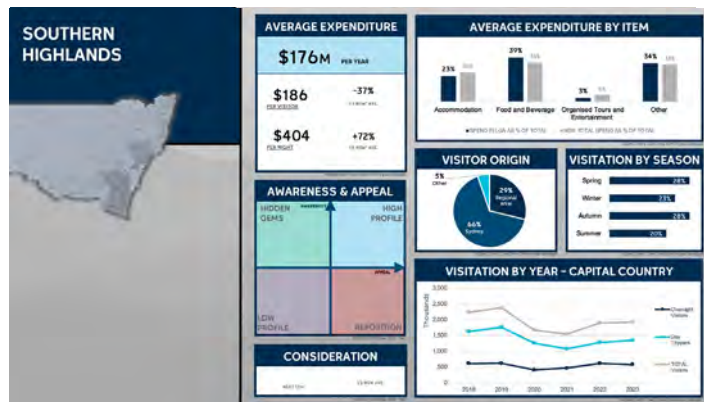 SOUTHERN
HIGHLANDS
AVERAGE EXPENDITURE
$176M PER YEAR
$186 -37%
PER VISITOR
$404 +72%
PER NIGHT
AWARENESS & APPEAL
HIDDEN
GEMS
AWARENESS
HIGH
PROFILE
APPEAL
LOW
PROFILE
REPOSITION
CONSIDERATION
AVERAGE EXPENDITURE BY ITEM
23%
39%
3%
34%
Accommodation
Food and Beverage
Organised Tours and
Entertainment
Other
VISITOR ORIGIN
5%
Other
29%
Regional
area
66%
Sydney
VISITATION BY SEASON
Spring 28%
Winter 23%
Autumn 28%
Summer 20%
VISITATION BY YEAR – CAPITAL COUNTRY
Thousands
3,000
2,500
2,000
1,500
1,000
500
0
2018 2019 2020 2021 2022 2023
Overnight
Visitors
Day
Trippers
TOTAL
Visitors